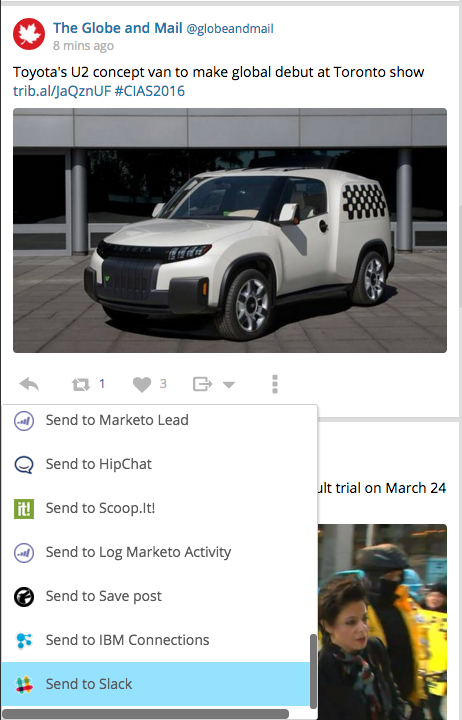 The Globe and Mail @globeandmail
8 mins ago
Toyota's U2 concept van to make global debut at Toronto show
trib.al/JaQznUF #CIAS2016
1
3
Send to Marketo Lead
Send to HipChat
Send to Scoop.It!
ult trial on March 24
Send to Log Marketo Activity
Send to Save post
Send to IBM Connections
Send to Slack
it!